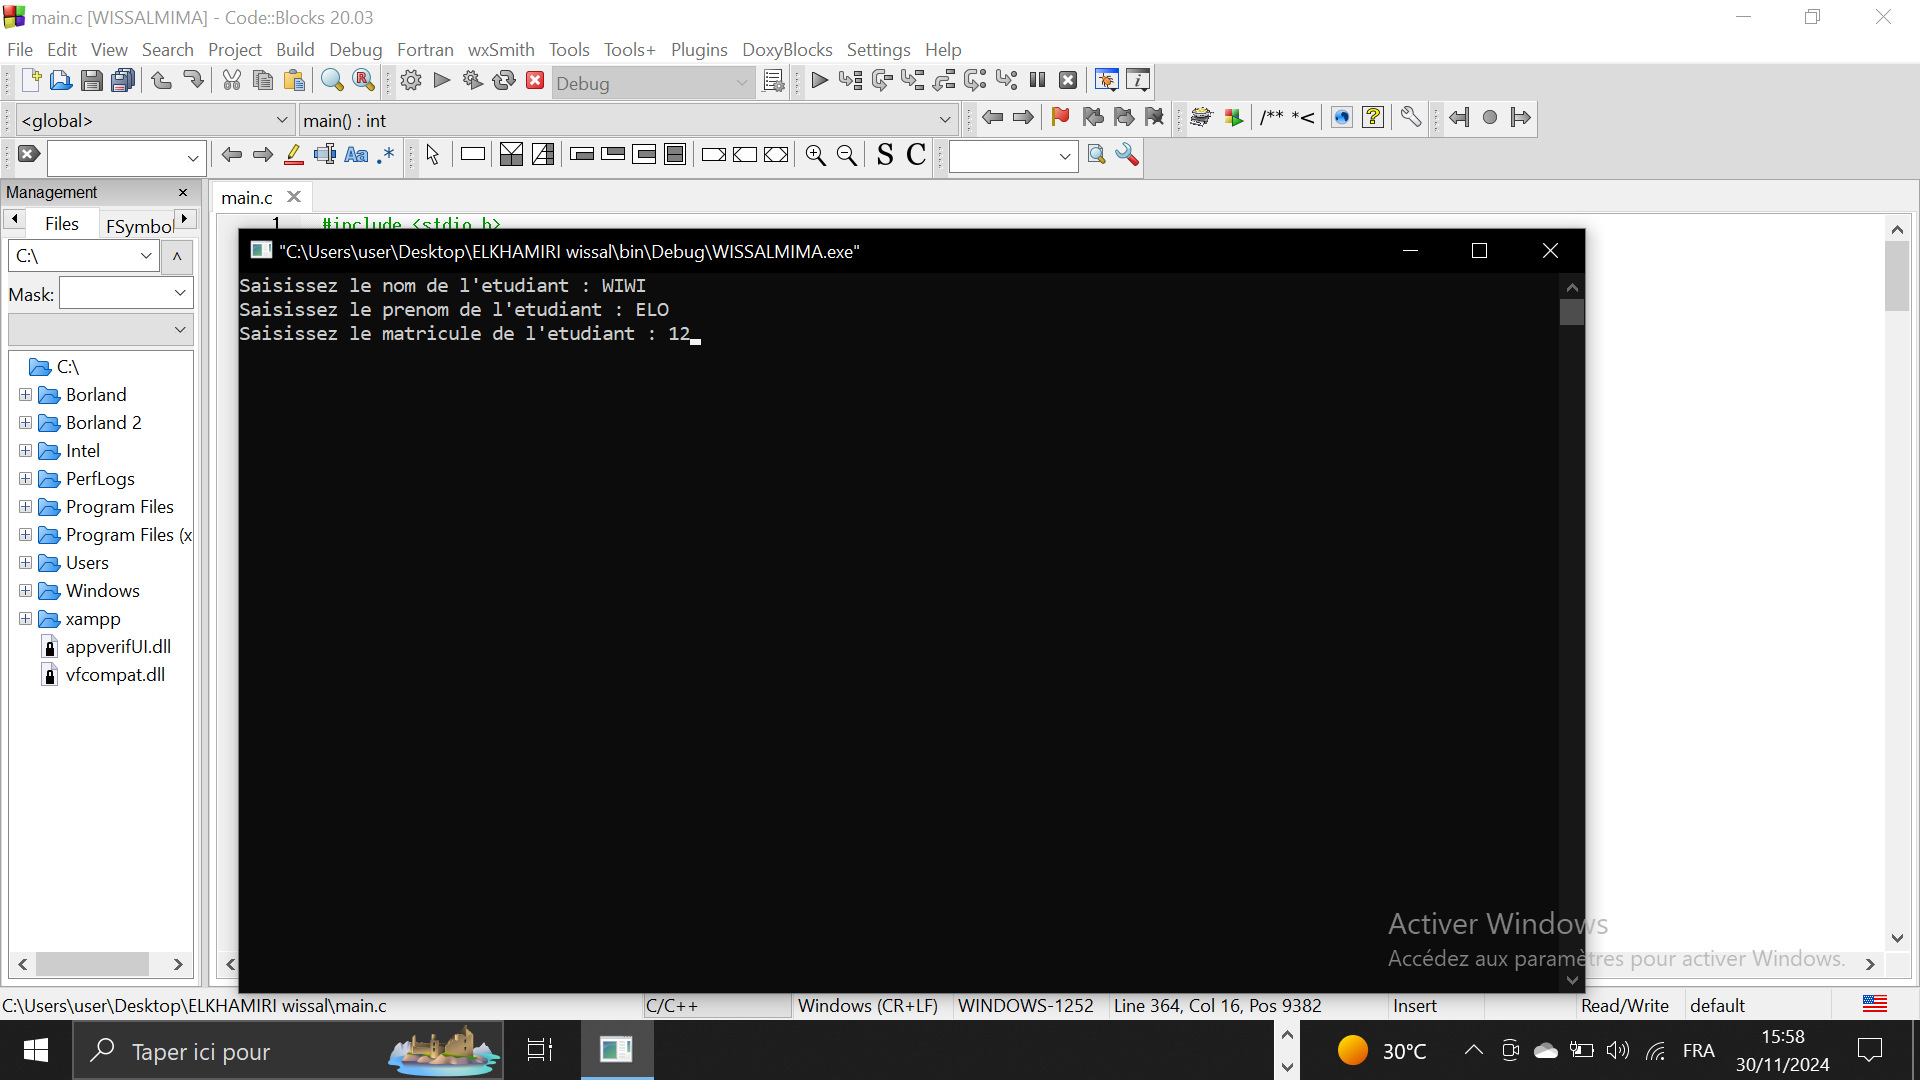 main.c [WISSALMIMA] - Code::Blocks 20.03
File Edit View Search Project Build Debug Fortran wxSmith Tools Tools+ Plugins DoxyBlocks Settings Help
Debug
<global> main() : int /** *<
Aa .* S C
Management
main.c
Files FSymbo
1 #include <stdio.h>
C:\
Mask:
C:\
Borland
Borland 2
Intel
PerfLogs
Program Files
Program Files (x
Users
Windows
xampp
appverifUI.dll
vfcompat.dll
"C:\Users\user\Desktop\ELKHAMIRI wissal\bin\Debug\WISSALMIMA.exe"
Saisissez le nom de l'etudiant : WIWI
Saisissez le prenom de l'etudiant : ELO
Saisissez le matricule de l'etudiant : 12
Activer Windows
Accédez aux paramètres pour activer Windows.
C:\Users\user\Desktop\ELKHAMIRI wissal\main.c C/C++ Windows (CR+LF) WINDOWS-1252 Line 364, Col 16, Pos 9382 Insert Read/Write default
Taper ici pour
30°C
FRA
15:58
30/11/2024